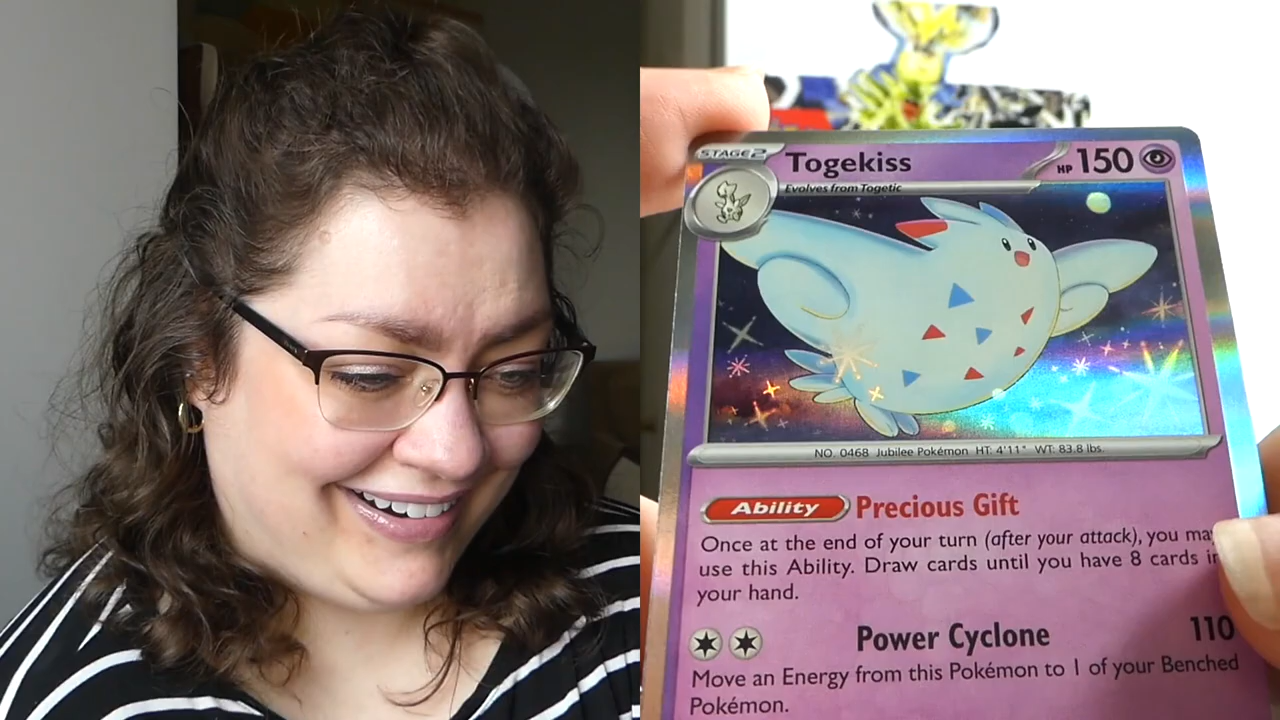 STAGE 2 Togekiss HP 150
Evolves from Togetic
NO. 0468 Jubilee Pokémon HT: 4'11" WT: 83.8 lbs.
Ability Precious Gift
Once at the end of your turn (after your attack), you may
use this Ability. Draw cards until you have 8 cards in
your hand.
Power Cyclone 110
Move an Energy from this Pokémon to 1 of your Benched
Pokémon.